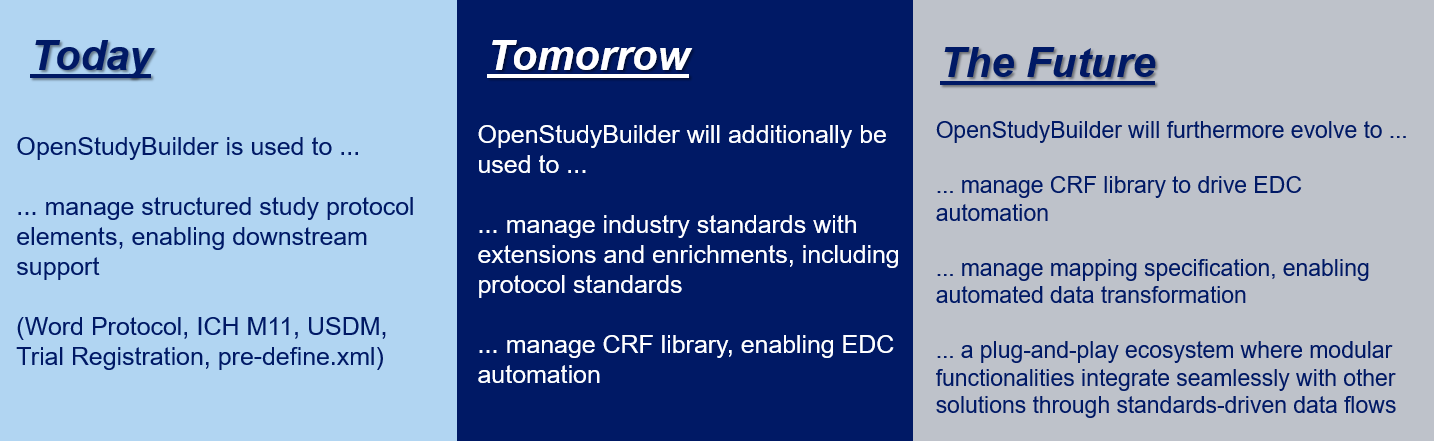 Today
OpenStudyBuilder is used to ...
... manage structured study protocol
elements, enabling downstream
support
(Word Protocol, ICH M11, USDM,
Trial Registration, pre-define.xml)
Tomorrow
OpenStudyBuilder will additionally be
used to ...
... manage industry standards with
extensions and enrichments, including
protocol standards
... manage CRF library, enabling EDC
automation
The Future
OpenStudyBuilder will furthermore evolve to ...
... manage CRF library to drive EDC
automation
... manage mapping specification, enabling
automated data transformation
... a plug-and-play ecosystem where modular
functionalities integrate seamlessly with other
solutions through standards-driven data flows